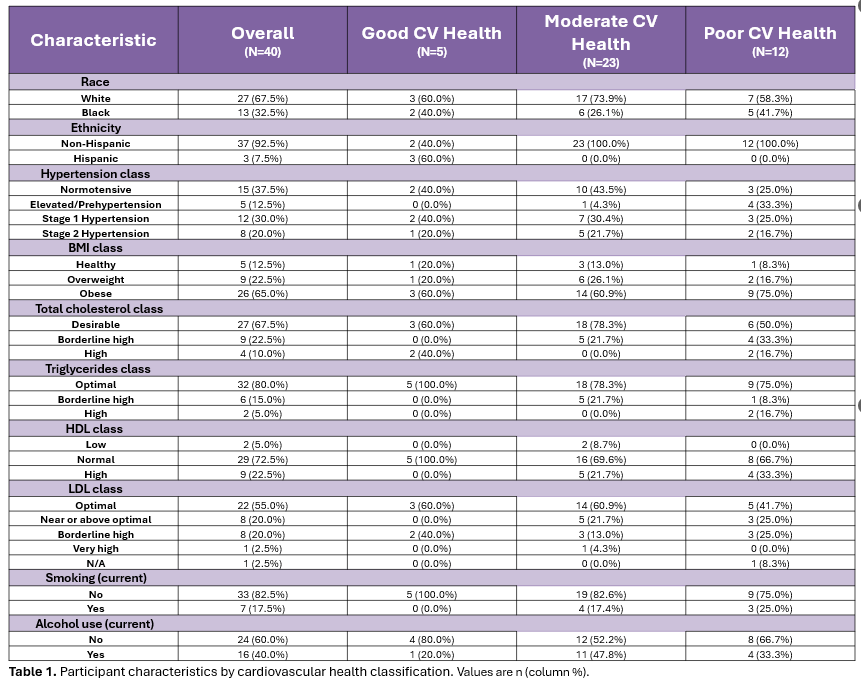 Characteristic Overall (N=40) Good CV Health (N=5) Moderate CV Health (N=23) Poor CV Health (N=12)
Race
White 27 (67.5%) 3 (60.0%) 17 (73.9%) 7 (58.3%)
Black 13 (32.5%) 2 (40.0%) 6 (26.1%) 5 (41.7%)
Ethnicity
Non-Hispanic 37 (92.5%) 2 (40.0%) 23 (100.0%) 12 (100.0%)
Hispanic 3 (7.5%) 3 (60.0%) 0 (0.0%) 0 (0.0%)
Hypertension class
Normotensive 15 (37.5%) 2 (40.0%) 10 (43.5%) 3 (25.0%)
Elevated/Prehypertension 5 (12.5%) 0 (0.0%) 1 (4.3%) 4 (33.3%)
Stage 1 Hypertension 12 (30.0%) 2 (40.0%) 7 (30.4%) 3 (25.0%)
Stage 2 Hypertension 8 (20.0%) 1 (20.0%) 5 (21.7%) 2 (16.7%)
BMI class
Healthy 5 (12.5%) 1 (20.0%) 3 (13.0%) 1 (8.3%)
Overweight 9 (22.5%) 1 (20.0%) 6 (26.1%) 2 (16.7%)
Obese 26 (65.0%) 3 (60.0%) 14 (60.9%) 9 (75.0%)
Total cholesterol class
Desirable 27 (67.5%) 3 (60.0%) 18 (78.3%) 6 (50.0%)
Borderline high 9 (22.5%) 0 (0.0%) 5 (21.7%) 4 (33.3%)
High 4 (10.0%) 2 (40.0%) 0 (0.0%) 2 (16.7%)
Triglycerides class
Optimal 32 (80.0%) 5 (100.0%) 18 (78.3%) 9 (75.0%)
Borderline high 6 (15.0%) 0 (0.0%) 5 (21.7%) 1 (8.3%)
High 2 (5.0%) 0 (0.0%) 0 (0.0%) 2 (16.7%)
HDL class
Low 2 (5.0%) 0 (0.0%) 2 (8.7%) 0 (0.0%)
Normal 29 (72.5%) 5 (100.0%) 16 (69.6%) 8 (66.7%)
High 9 (22.5%) 0 (0.0%) 5 (21.7%) 4 (33.3%)
LDL class
Optimal 22 (55.0%) 3 (60.0%) 14 (60.9%) 5 (41.7%)
Near or above optimal 8 (20.0%) 0 (0.0%) 5 (21.7%) 3 (25.0%)
Borderline high 8 (20.0%) 2 (40.0%) 3 (13.0%) 3 (25.0%)
Very high 1 (2.5%) 0 (0.0%) 1 (4.3%) 0 (0.0%)
N/A 1 (2.5%) 0 (0.0%) 0 (0.0%) 1 (8.3%)
Smoking (current)
No 33 (82.5%) 5 (100.0%) 19 (82.6%) 9 (75.0%)
Yes 7 (17.5%) 0 (0.0%) 4 (17.4%) 3 (25.0%)
Alcohol use (current)
No 24 (60.0%) 4 (80.0%) 12 (52.2%) 8 (66.7%)
Yes 16 (40.0%) 1 (20.0%) 11 (47.8%) 4 (33.3%)
Table 1. Participant characteristics by cardiovascular health classification. Values are n (column %).